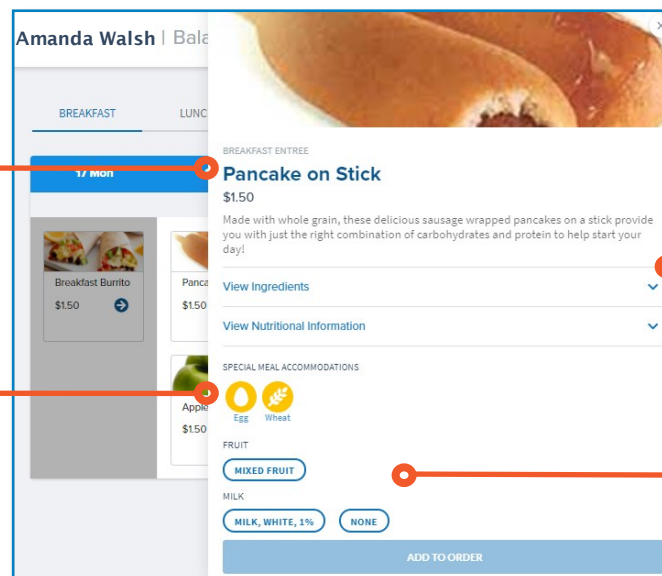 Amanda Walsh | Bala
BREAKFAST
LUNC
17 Mon
Breakfast Burrito
$1.50
Panca
$1.50
Apple
$1.50
BREAKFAST ENTREE
Pancake on Stick
$1.50
Made with whole grain, these delicious sausage wrapped pancakes on a stick provide
you with just the right combination of carbohydrates and protein to help start your
day!
View Ingredients
View Nutritional Information
SPECIAL MEAL ACCOMMODATIONS
Egg Wheat
FRUIT
MIXED FRUIT
MILK
MILK, WHITE, 1% NONE
ADD TO ORDER